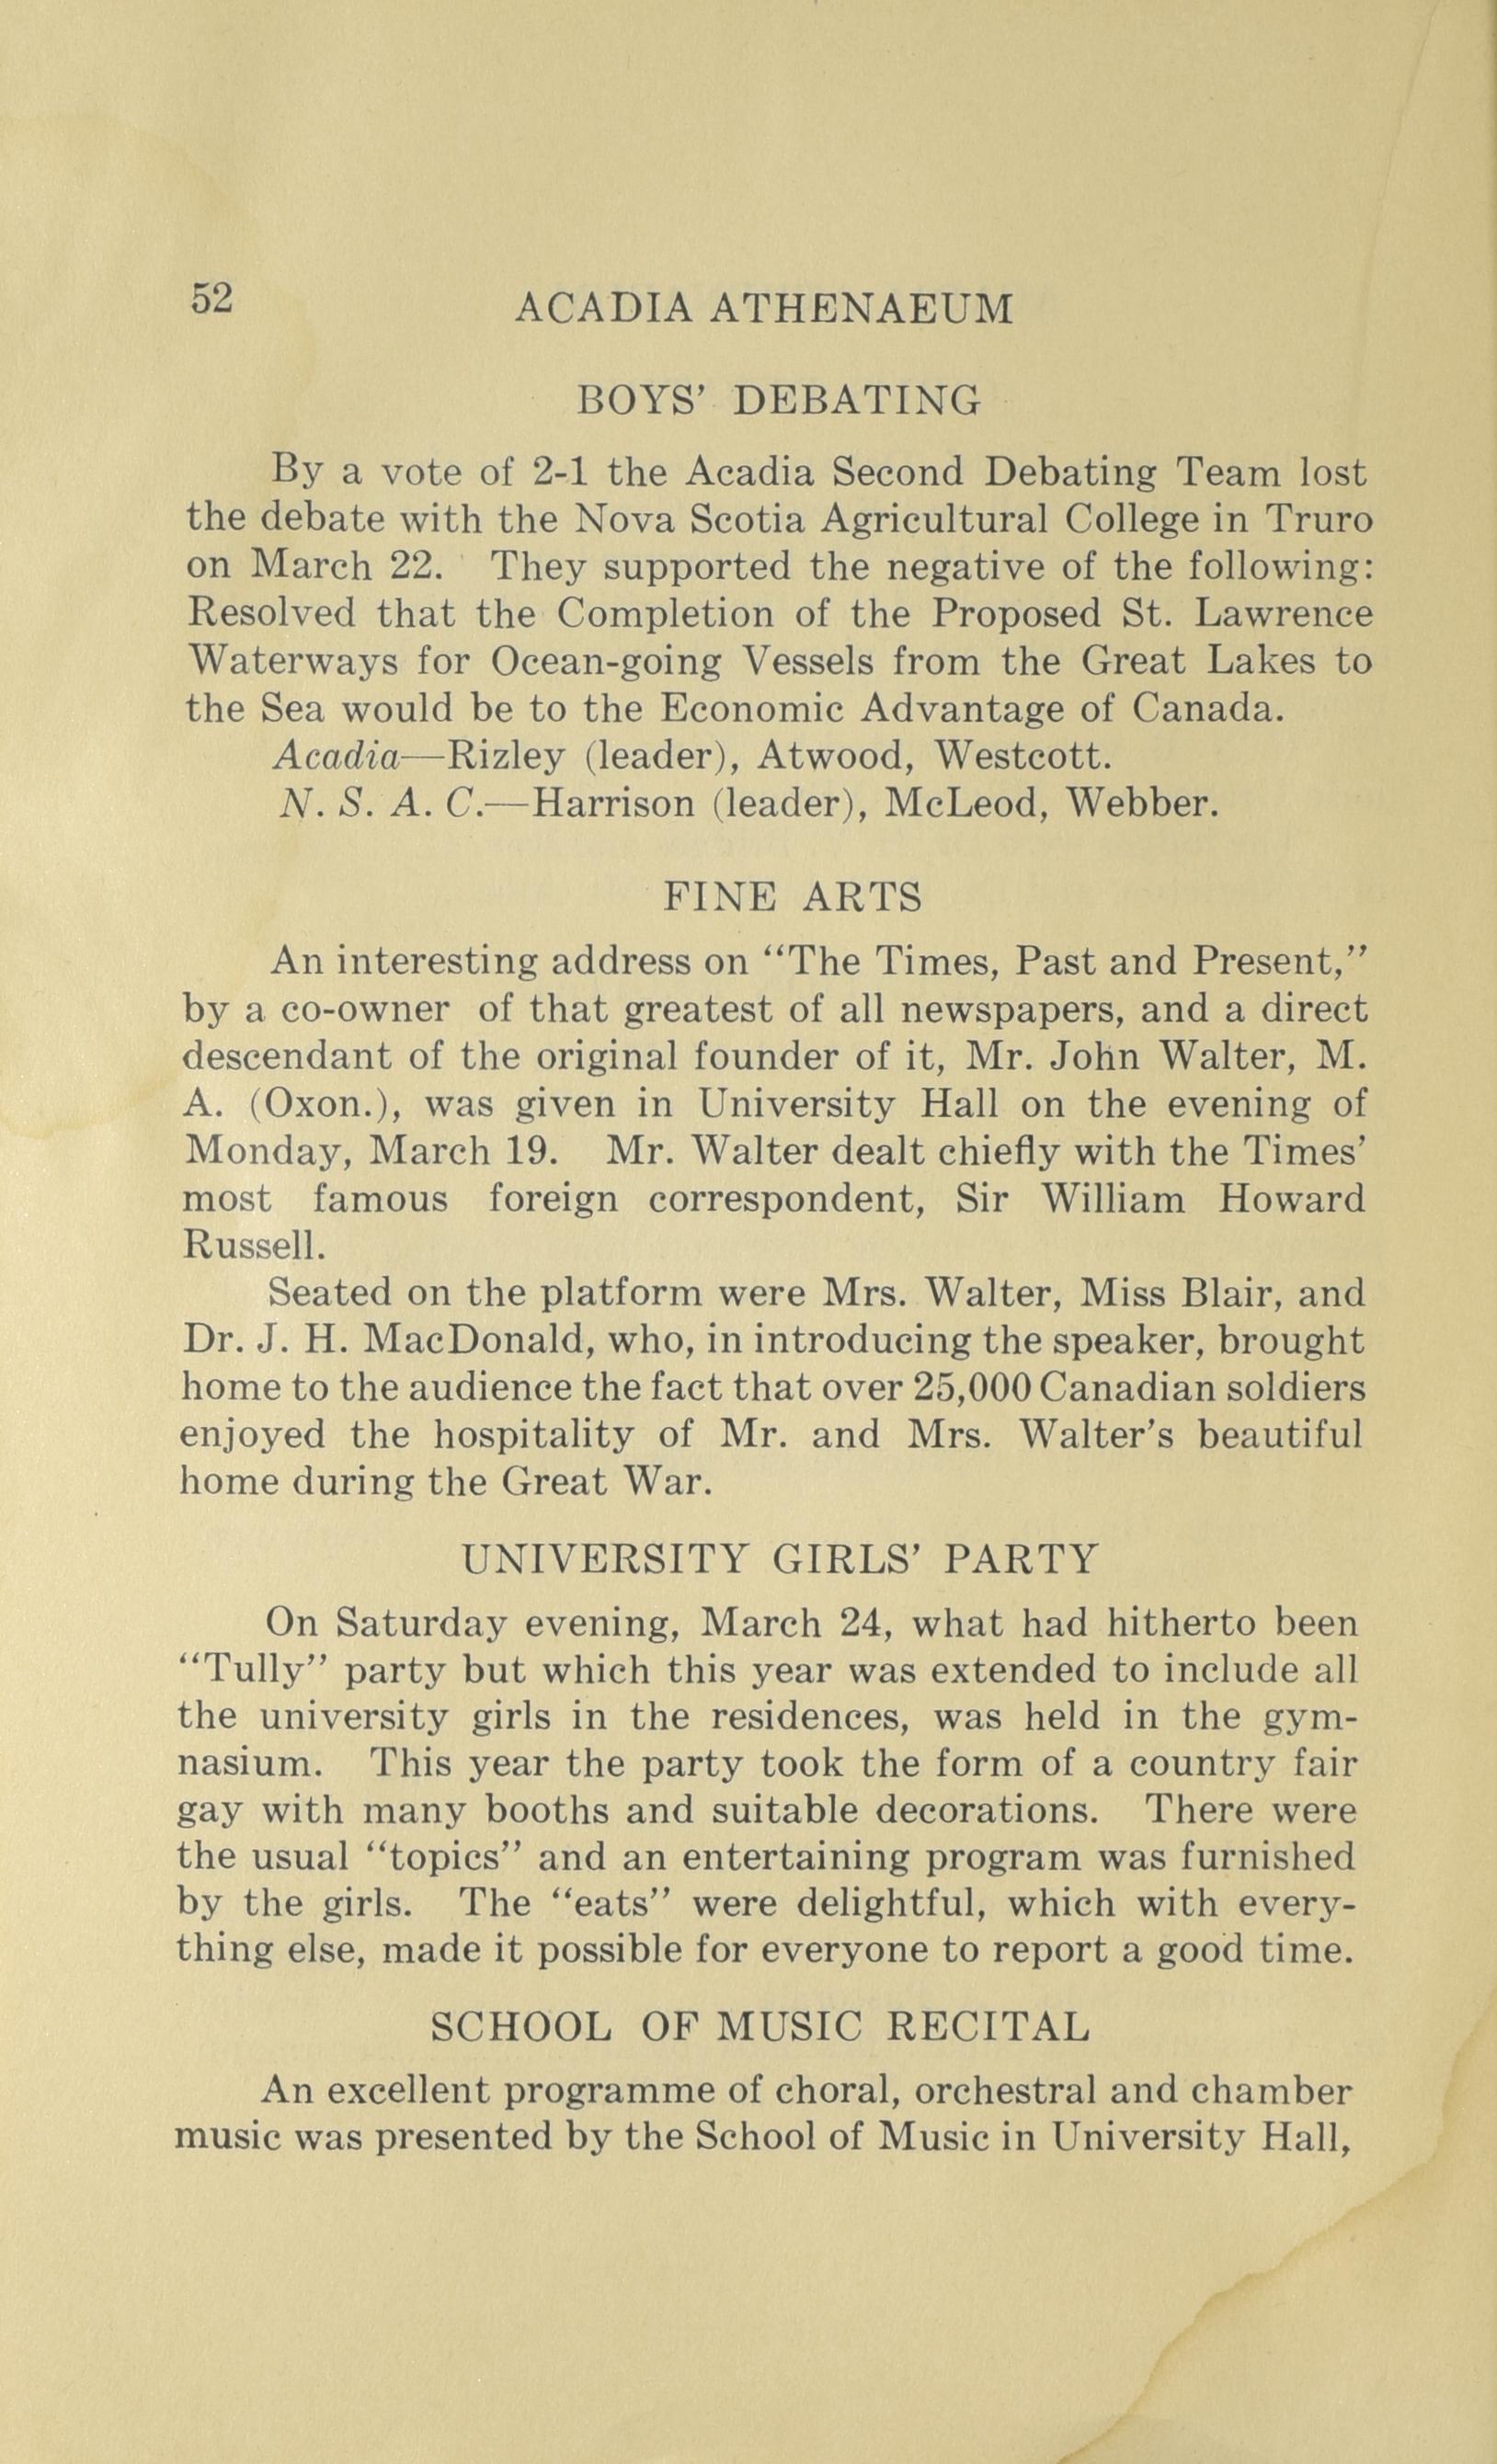 52 ACADIA ATHENAEUM
BOYS' DEBATING
By a vote of 2-1 the Acadia Second Debating Team lost
the debate with the Nova Scotia Agricultural College in Truro
on March 22. They supported the negative of the following:
Resolved that the Completion of the Proposed St. Lawrence
Waterways for Ocean-going Vessels from the Great Lakes to
the Sea would be to the Economic Advantage of Canada.
Acadia—Rizley (leader), Atwood, Westcott.
N. S. A. C.—Harrison (leader), McLeod, Webber.
FINE ARTS
An interesting address on “The Times, Past and Present,”
by a co-owner of that greatest of all newspapers, and a direct
descendant of the original founder of it, Mr. John Walter, M.
A. (Oxon.), was given in University Hall on the evening of
Monday, March 19. Mr. Walter dealt chiefly with the Times'
most famous foreign correspondent, Sir William Howard
Russell.
Seated on the platform were Mrs. Walter, Miss Blair, and
Dr. J. H. MacDonald, who, in introducing the speaker, brought
home to the audience the fact that over 25,000 Canadian soldiers
enjoyed the hospitality of Mr. and Mrs. Walter's beautiful
home during the Great War.
UNIVERSITY GIRLS' PARTY
On Saturday evening, March 24, what had hitherto been
“Tully” party but which this year was extended to include all
the university girls in the residences, was held in the gym-
nasium. This year the party took the form of a country fair
gay with many booths and suitable decorations. There were
the usual “topics” and an entertaining program was furnished
by the girls. The “eats” were delightful, which with every-
thing else, made it possible for everyone to report a good time.
SCHOOL OF MUSIC RECITAL
An excellent programme of choral, orchestral and chamber
music was presented by the School of Music in University Hall,